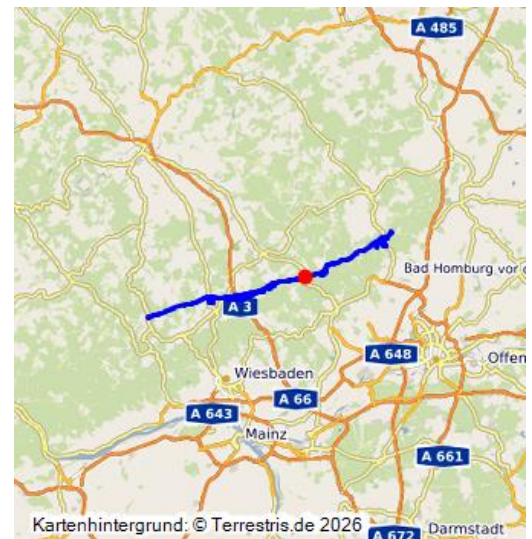 A 485
Bad Homburg vor d
A 3
A 648
Offen
Wiesbaden
A 66
A 643
Mainz
A 661
Kartenhintergrund: © Terrestris.de 2026
A 672
Darmstadt